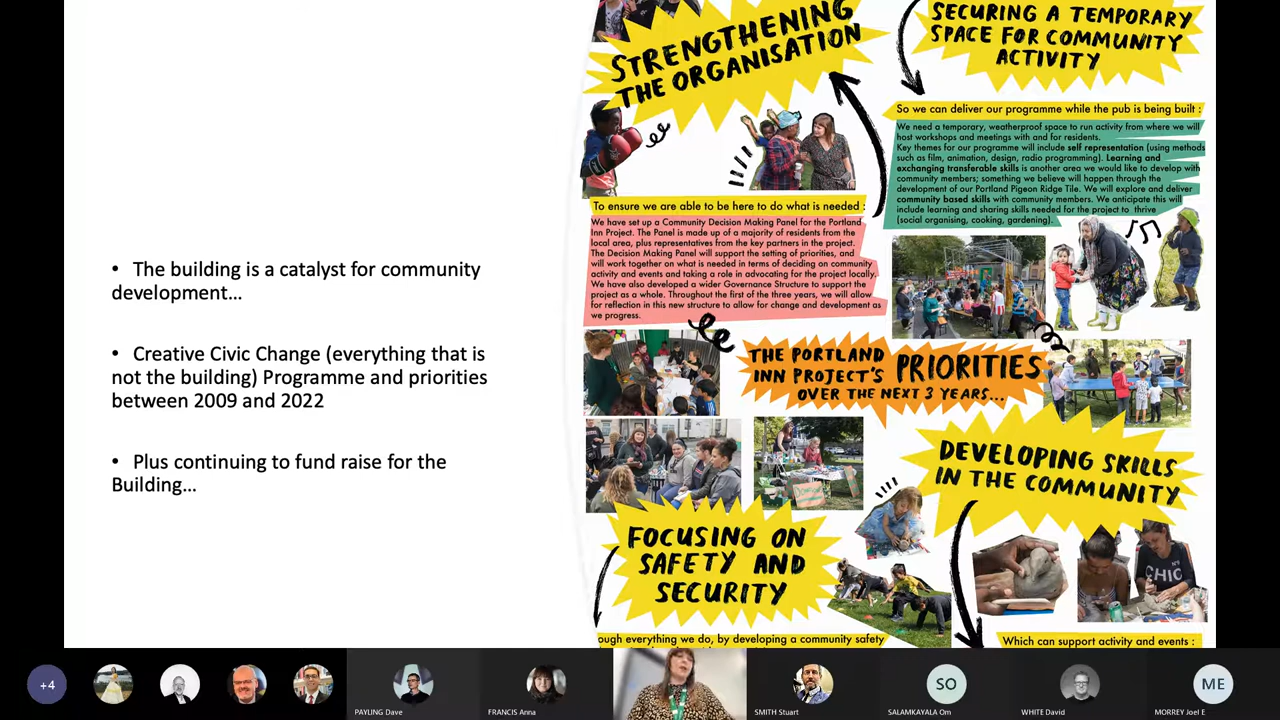 • The building is a catalyst for community
development...
• Creative Civic Change (everything that is
not the building) Programme and priorities
between 2009 and 2022
• Plus continuing to fund raise for the
Building...
STRENGTHENING
THE ORGANISATION
To ensure we are able to be here to do what is needed :
We have set up a Community Decision Making Panel for the Portland
Inn Project. The Panel is made up of a majority of residents from the
local area, plus representatives from the key partners in the project.
The Decision Making Panel will support the setting of priorities, and
will work together on what is needed in terms of deciding on community
activity and events and taking a role in advocating for the project locally.
We have also developed a wider Governance Structure to support the
project as a whole. Throughout the first of the three years, we will allow
for reflection in this new structure to allow for change and development as
we progress.
SECURING A TEMPORARY
SPACE FOR COMMUNITY
ACTIVITY
So we can deliver our programme while the pub is being built :
We need a temporary, weatherproof space to run activity from where we will
host workshops and meetings with and for residents.
Key themes for our programme will include self representation (using methods
such as film, animation, design, radio programming). Learning and
exchanging transferable skills is another area we would like to develop with
community members; something we believe will happen through the
development of our Portland Pigeon Ridge Tile. We will explore and deliver
community based skills with community members. We anticipate this will
include learning and sharing skills needed for the project to thrive
(social organising, cooking, gardening).
THE PORTLAND
INN PROJECT'S PRIORITIES
OVER THE NEXT 3 YEARS...
FOCUSING ON
SAFETY AND
SECURITY
ough everything we do, by developing a community safety
DEVELOPING SKILLS
IN THE COMMUNITY
CHIC
Which can support activity and events :
+4
PAYLING Dave
FRANCIS Anna
SMITH Stuart
SO
SALAMKAYALA Om
WHITE David
ME
MORREY Joel E